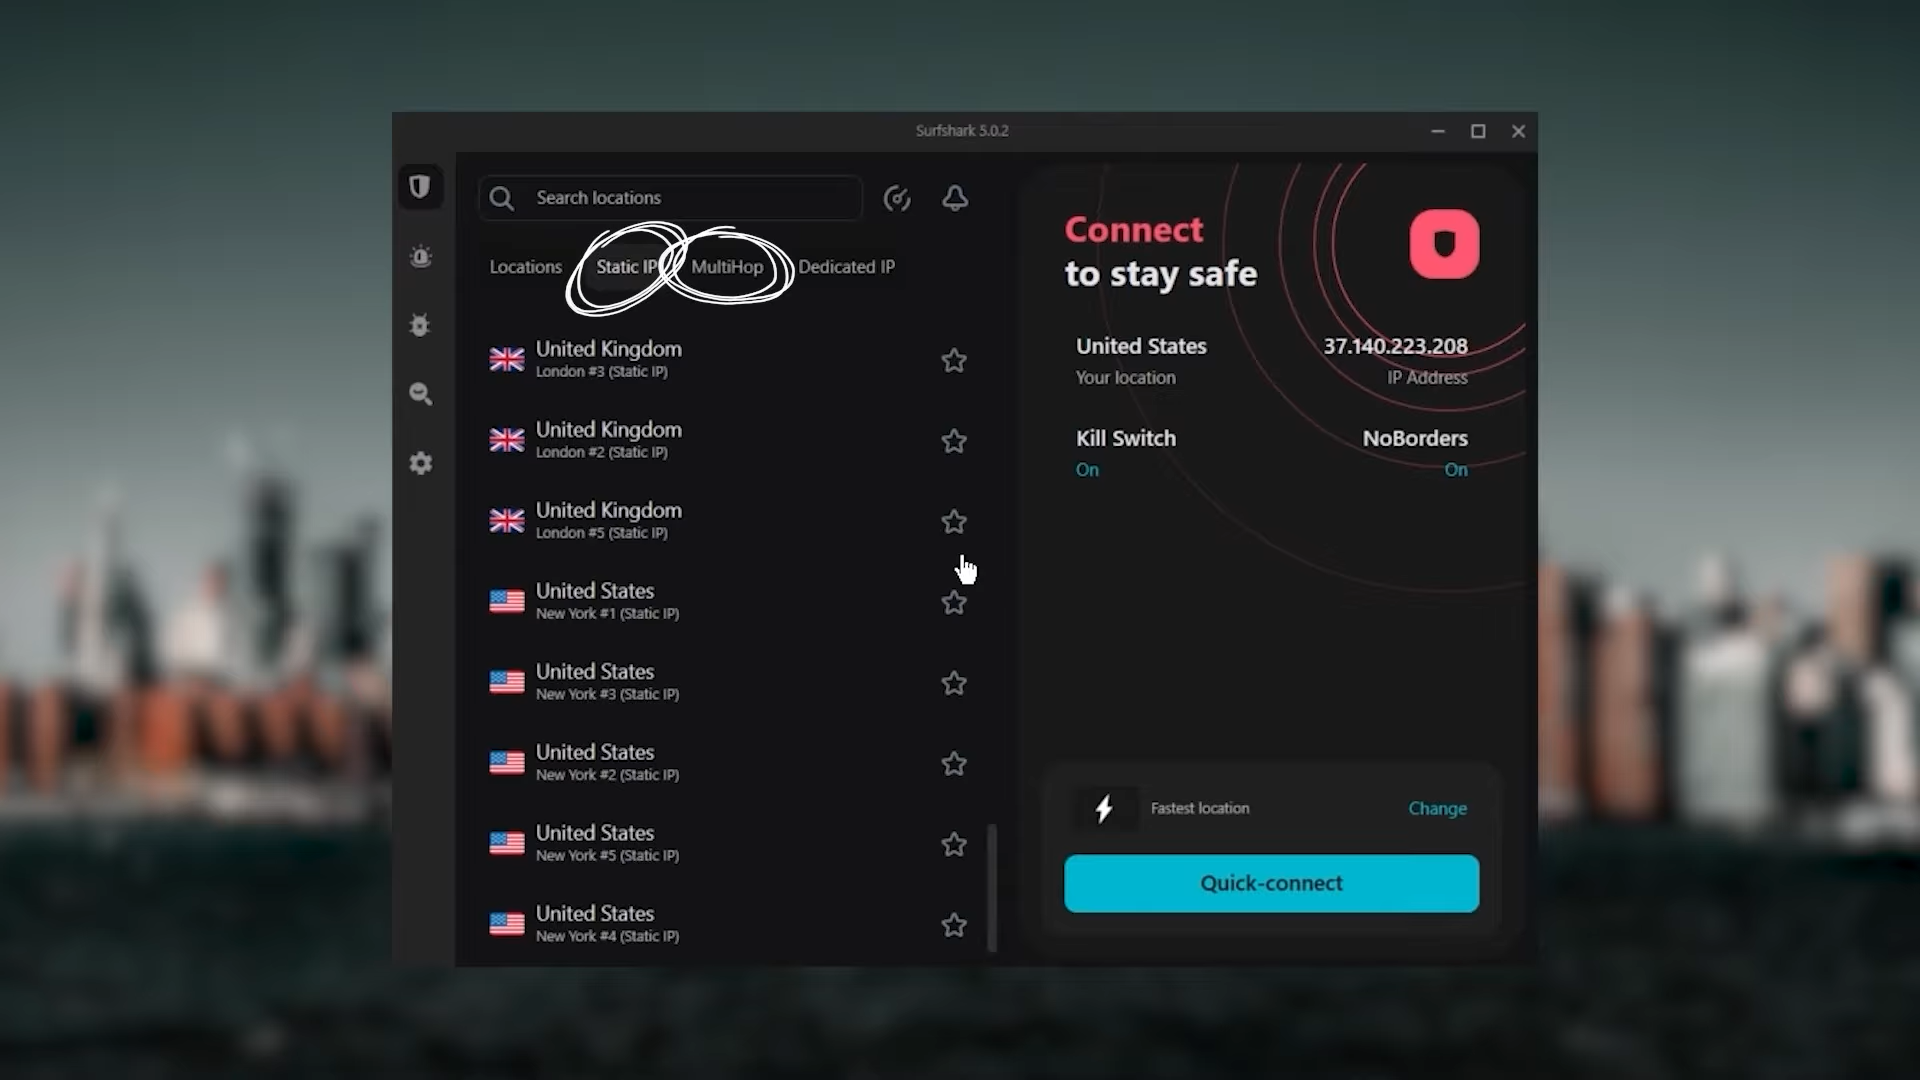 Surfshark 5.0.2
Search locations
Locations
Static IP
MultiHop
Dedicated IP
United Kingdom
London #3 (Static IP)
United Kingdom
London #2 (Static IP)
United Kingdom
London #5 (Static IP)
United States
New York #1 (Static IP)
United States
New York #3 (Static IP)
United States
New York #2 (Static IP)
United States
New York #5 (Static IP)
United States
New York #4 (Static IP)
Connect
to stay safe
United States
Your location
37.140.223.208
IP Address
Kill Switch
On
NoBorders
On
Fastest location
Change
Quick-connect